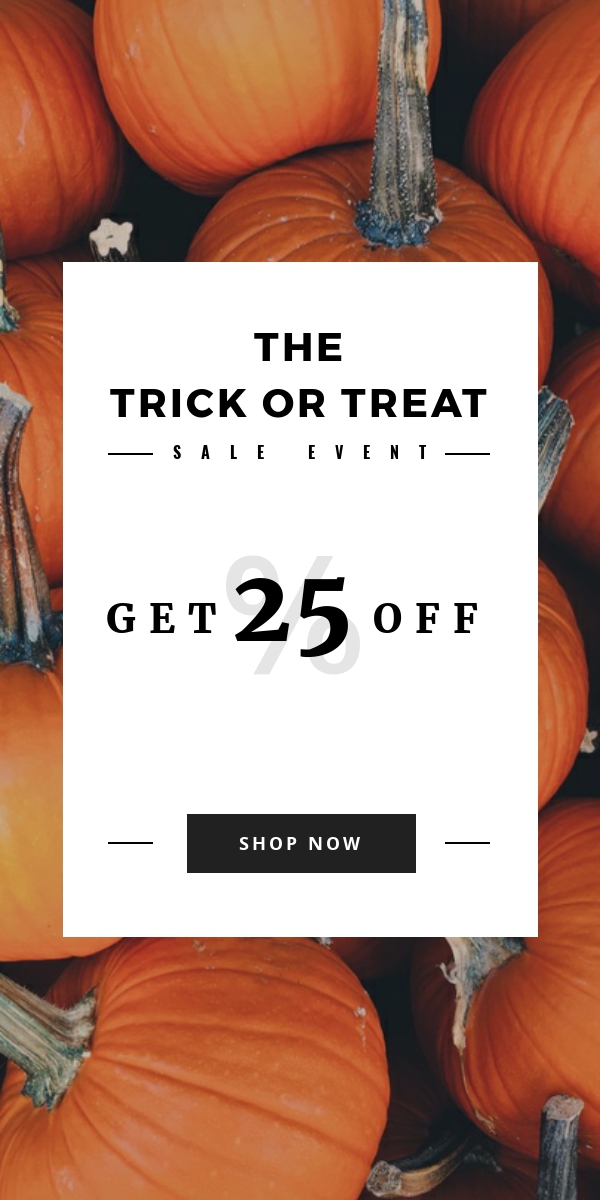 THE
TRICK OR TREAT
SALE EVENT
GET 25% OFF
SHOP NOW